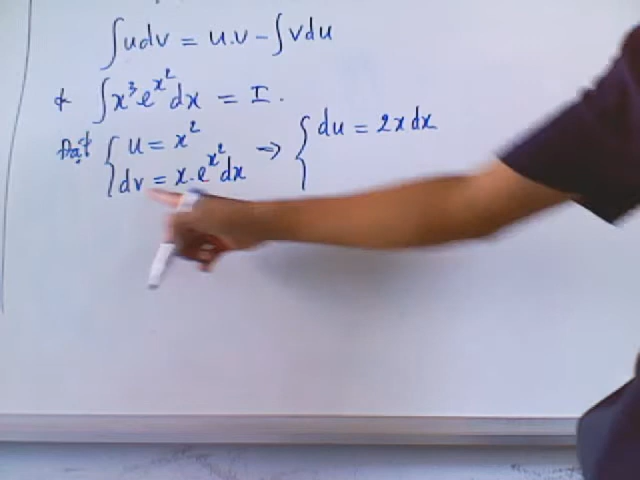 ∫udv = u.v - ∫vdu
* ∫x³e^{x²}dx = I.
Đặt { u = x² → { du = 2xdx
dv = x.e^{x²}dx